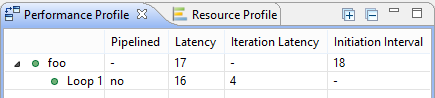 Performance Profile Resource Profile
Pipelined Latency Iteration Latency Initiation Interval
foo - 17 - 18
Loop 1 no 16 4 -